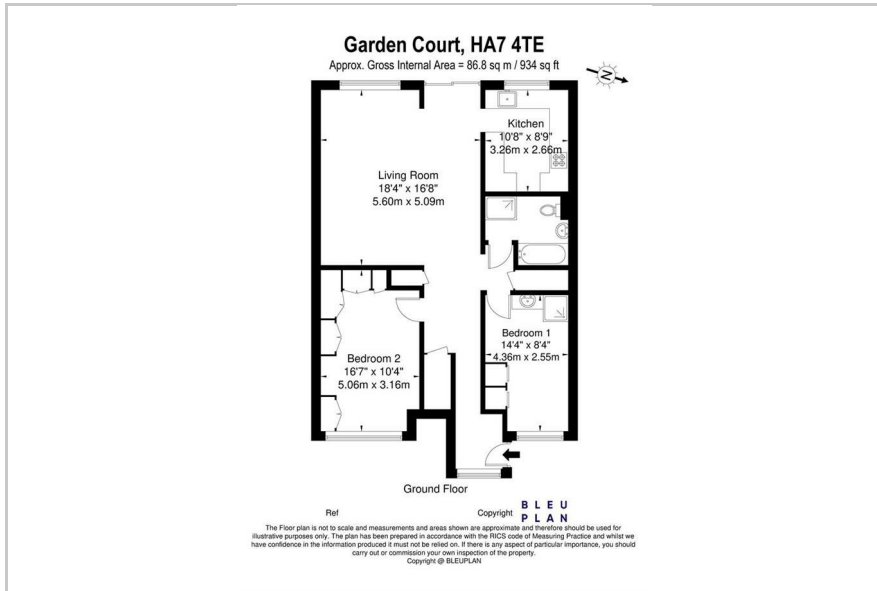 Garden Court, HA7 4TE
Approx. Gross Internal Area = 86.8 sq m / 934 sq ft
N
Kitchen
10'8" x 8'9"
3.26m x 2.66m
Living Room
18'4" x 16'8"
5.60m x 5.09m
Bedroom 1
14'4" x 8'4"
4.36m x 2.55m
Bedroom 2
16'7" x 10'4"
5.06m x 3.16m
Ground Floor
Ref
Copyright
BLEU
PLAN
The Floor plan is not to scale and measurements and areas shown are approximate and therefore should be used for
illustrative purposes only. The plan has been prepared in accordance with the RICS code of Measuring Practice and whilst we
have confidence in the information produced it must not be relied on. If there is any aspect of particular importance, you should
carry out or commission your own inspection of the property.
Copyright @ BLEUPLAN